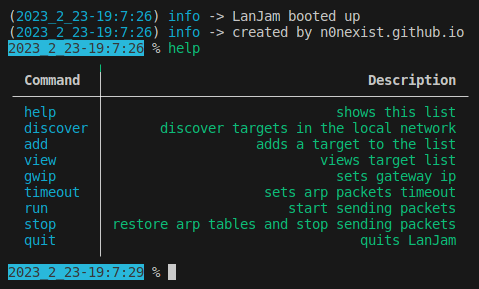 (2023_2_23-19:7:26) info -> LanJam booted up
(2023_2_23-19:7:26) info -> created by n0nexist.github.io
2023_2_23-19:7:26 % help
Command Description
help shows this list
discover discover targets in the local network
add adds a target to the list
view views target list
gwip sets gateway ip
timeout sets arp packets timeout
run start sending packets
stop restore arp tables and stop sending packets
quit quits LanJam
2023_2_23-19:7:29 %